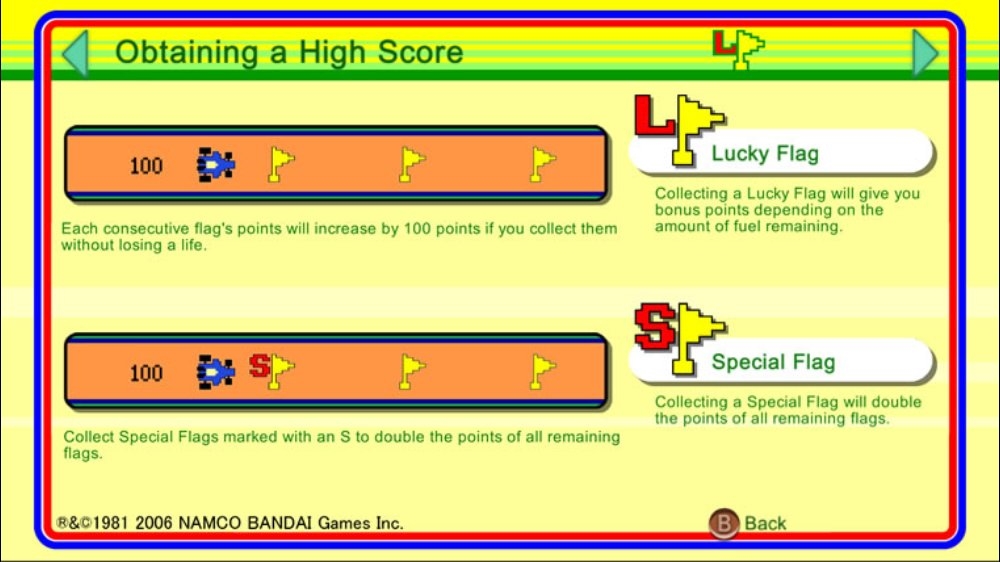 Obtaining a High Score
L
100
Each consecutive flag's points will increase by 100 points if you collect them
without losing a life.
L
Lucky Flag
Collecting a Lucky Flag will give you
bonus points depending on the
amount of fuel remaining.
100
S
Collect Special Flags marked with an S to double the points of all remaining
flags.
S
Special Flag
Collecting a Special Flag will double
the points of all remaining flags.
®&©1981 2006 NAMCO BANDAI Games Inc.
B Back